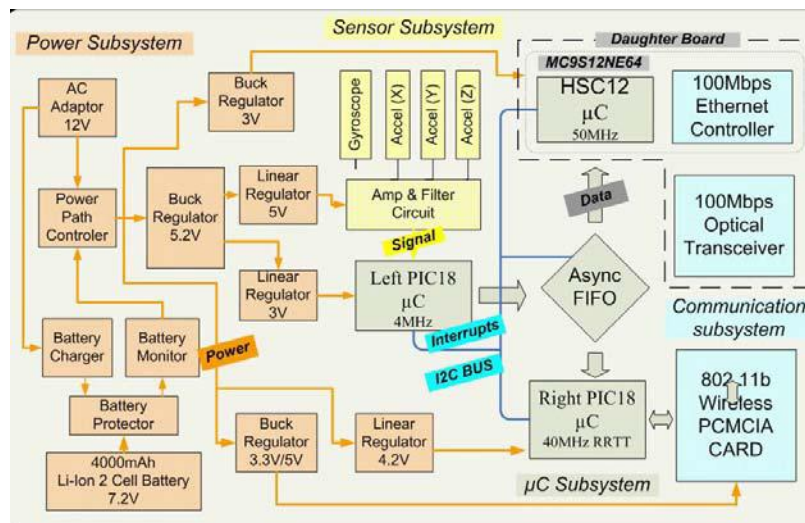 Power Subsystem
Sensor Subsystem
Daughter Board
MC9S12NE64
AC
Adaptor
12V
Buck
Regulator
3V
Gyroscope
Accel (X)
Accel (Y)
Accel (Z)
HSC12
µC
50MHz
100Mbps
Ethernet
Controller
Power
Path
Controler
Buck
Regulator
5.2V
Linear
Regulator
5V
Amp & Filter
Circuit
Data
100Mbps
Optical
Transceiver
Signal
Linear
Regulator
3V
Left PIC18
µC
4MHz
Async
FIFO
Communication
subsystem
Battery
Charger
Battery
Monitor
Power
Interrupts
I2C BUS
Battery
Protector
Buck
Regulator
3.3V/5V
Linear
Regulator
4.2V
Right PIC18
µC
40MHz RRTT
802.11b
Wireless
PCMCIA
CARD
4000mAh
Li-Ion 2 Cell Battery
7.2V
µC Subsystem